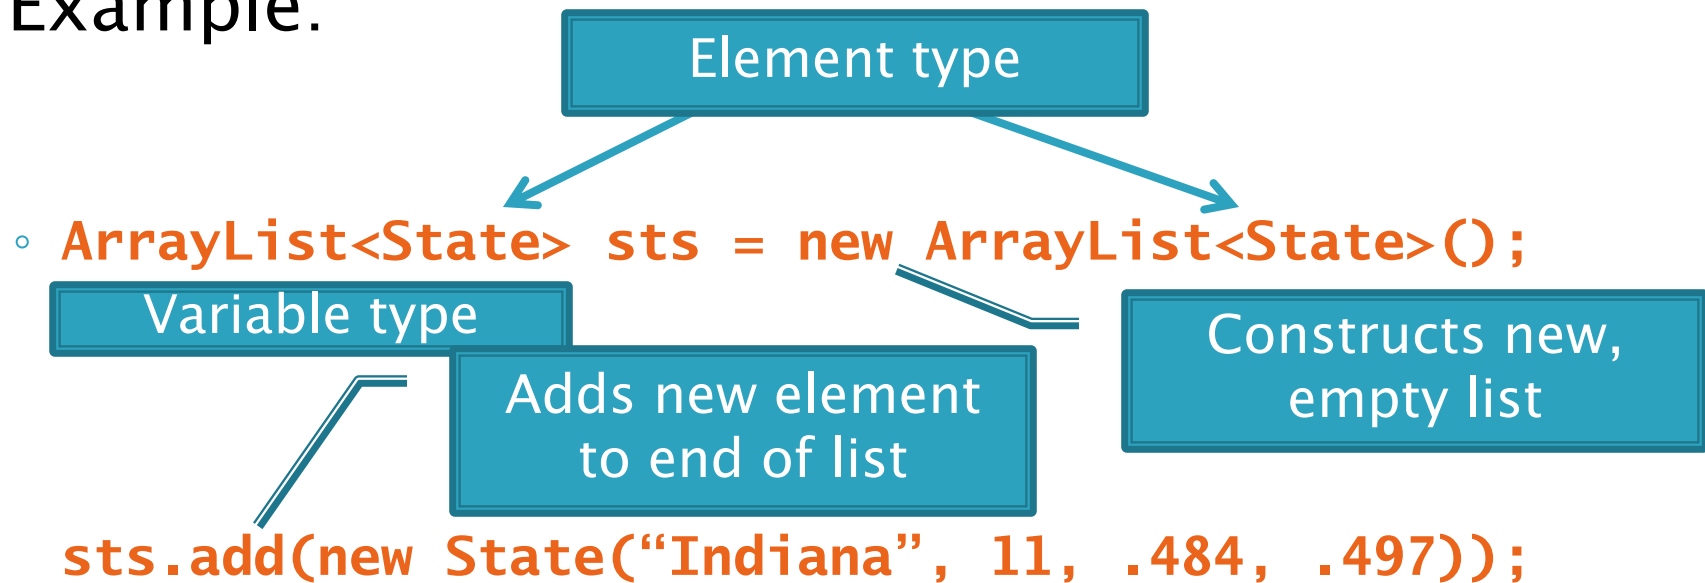 Example:
Element type
◦ ArrayList<State> sts = new ArrayList<State>();
Variable type
Constructs new,
empty list
Adds new element
to end of list
sts.add(new State(“Indiana”, 11, .484, .497));